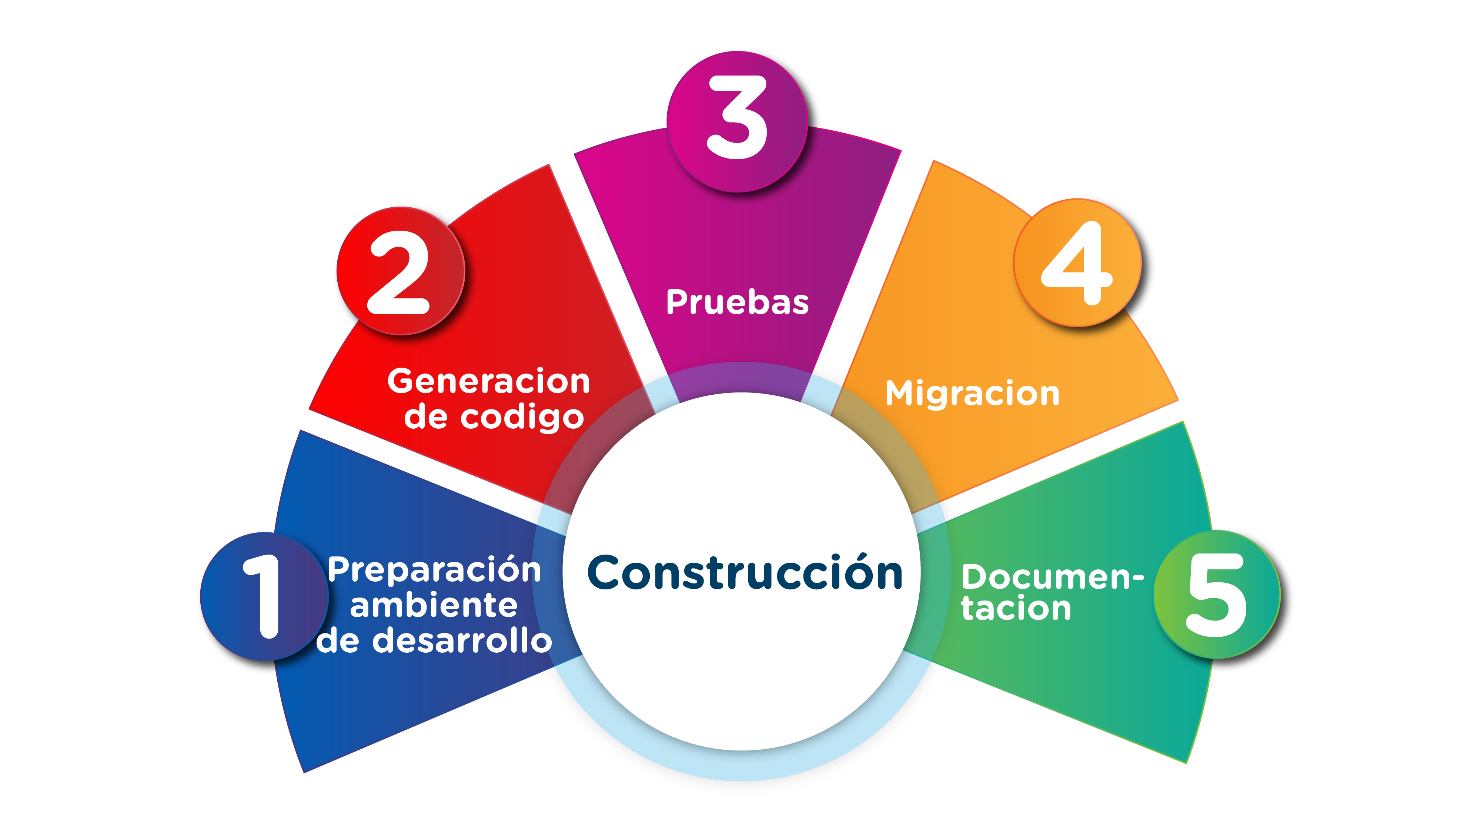 1
Preparación
ambiente
de desarrollo
2
Generacion
de codigo
3
Pruebas
4
Migracion
5
Documen-
tacion
Construcción